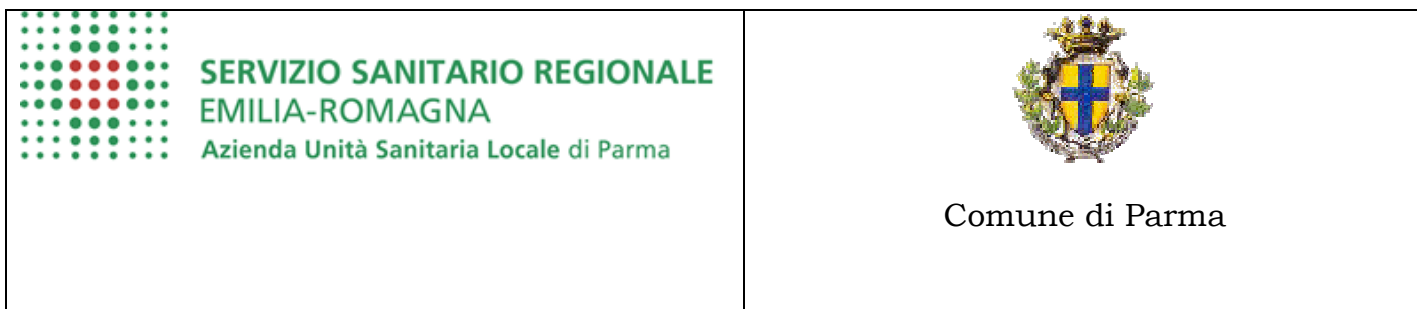 SERVIZIO SANITARIO REGIONALE
EMILIA-ROMAGNA
Azienda Unità Sanitaria Locale di Parma
Comune di Parma